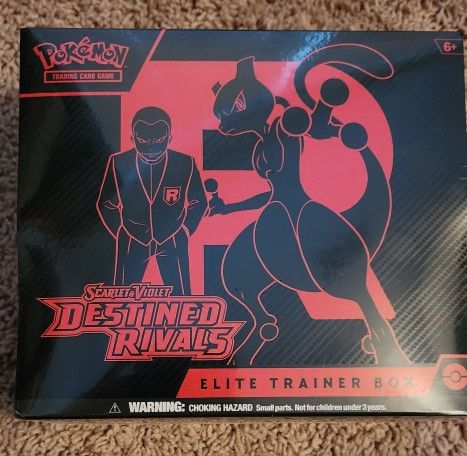 Pokémon
TRADING CARD GAME
6+
R
SCARLET & VIOLET
DESTINED
RIVALS
ELITE TRAINER BOX
WARNING: CHOKING HAZARD Small parts. Not for children under 3 years.